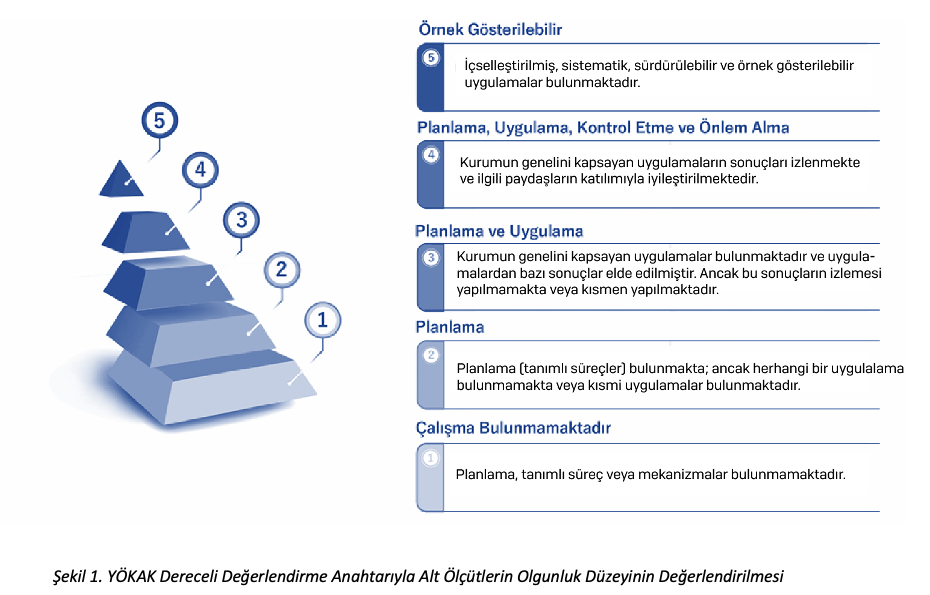 Örnek Gösterilebilir
5
İçselleştirilmiş, sistematik, sürdürülebilir ve örnek gösterilebilir
uygulamalar bulunmaktadır.
Planlama, Uygulama, Kontrol Etme ve Önlem Alma
4
Kurumun genelini kapsayan uygulamaların sonuçları izlenmekte
ve ilgili paydaşların katılımıyla iyileştirilmektedir.
Planlama ve Uygulama
3
Kurumun genelini kapsayan uygulamalar bulunmaktadır ve uygula-
malardan bazı sonuçlar elde edilmiştir. Ancak bu sonuçların izlemesi
yapılmamakta veya kısmen yapılmaktadır.
Planlama
2
Planlama (tanımlı süreçler) bulunmakta; ancak herhangi bir uygulalama
bulunmamakta veya kısmi uygulamalar bulunmaktadır.
Çalışma Bulunmamaktadır
1
Planlama, tanımlı süreç veya mekanizmalar bulunmamaktadır.
5
4
3
2
1
Şekil 1. YÖKAK Dereceli Değerlendirme Anahtarıyla Alt Ölçütlerin Olgunluk Düzeyinin Değerlendirilmesi